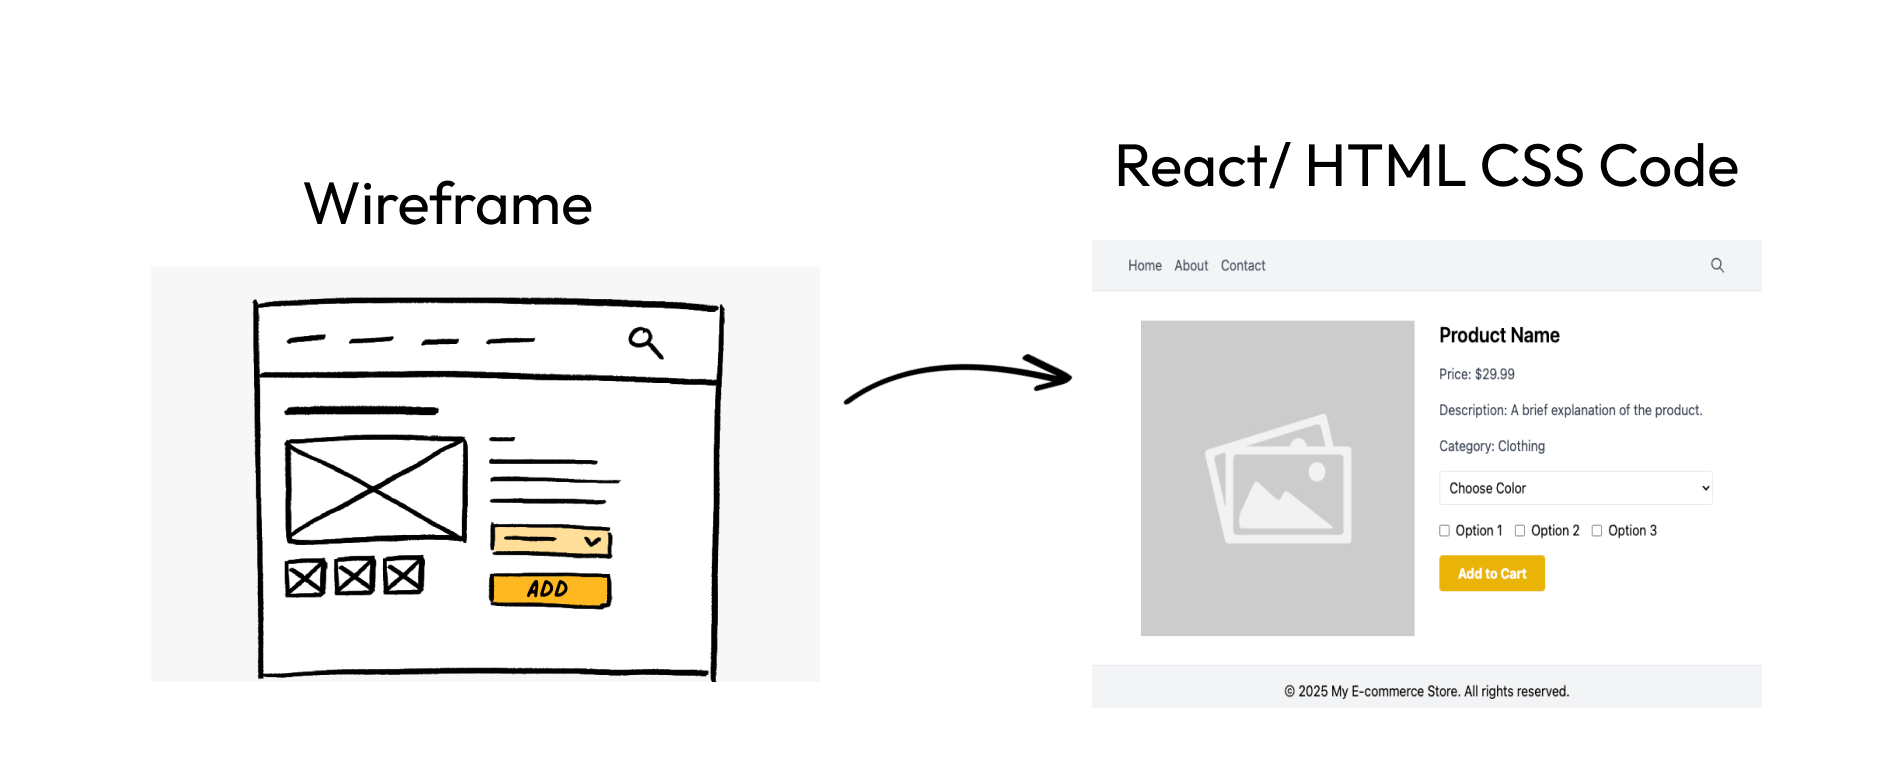 Wireframe
ADD
React/ HTML CSS Code
Home About Contact
Product Name
Price: $29.99
Description: A brief explanation of the product.
Category: Clothing
Choose Color
Option 1 Option 2 Option 3
Add to Cart
© 2025 My E-commerce Store. All rights reserved.